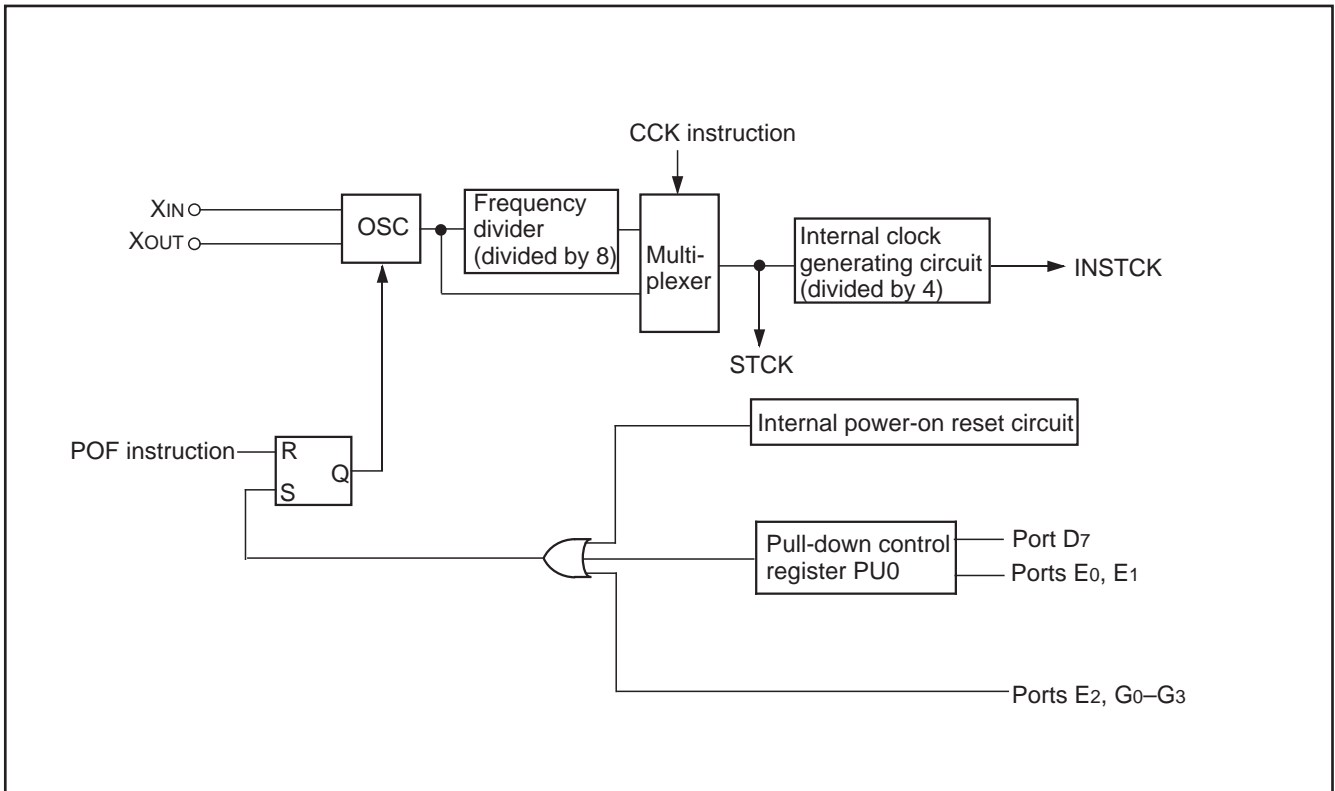 CCK instruction
XIN
XOUT
OSC
Frequency
divider
(divided by 8)
Multi-
plexer
Internal clock
generating circuit
(divided by 4)
INSTCK
STCK
Internal power-on reset circuit
POF instruction
R
S
Q
Pull-down control
register PU0
Port D7
Ports E0, E1
Ports E2, G0–G3